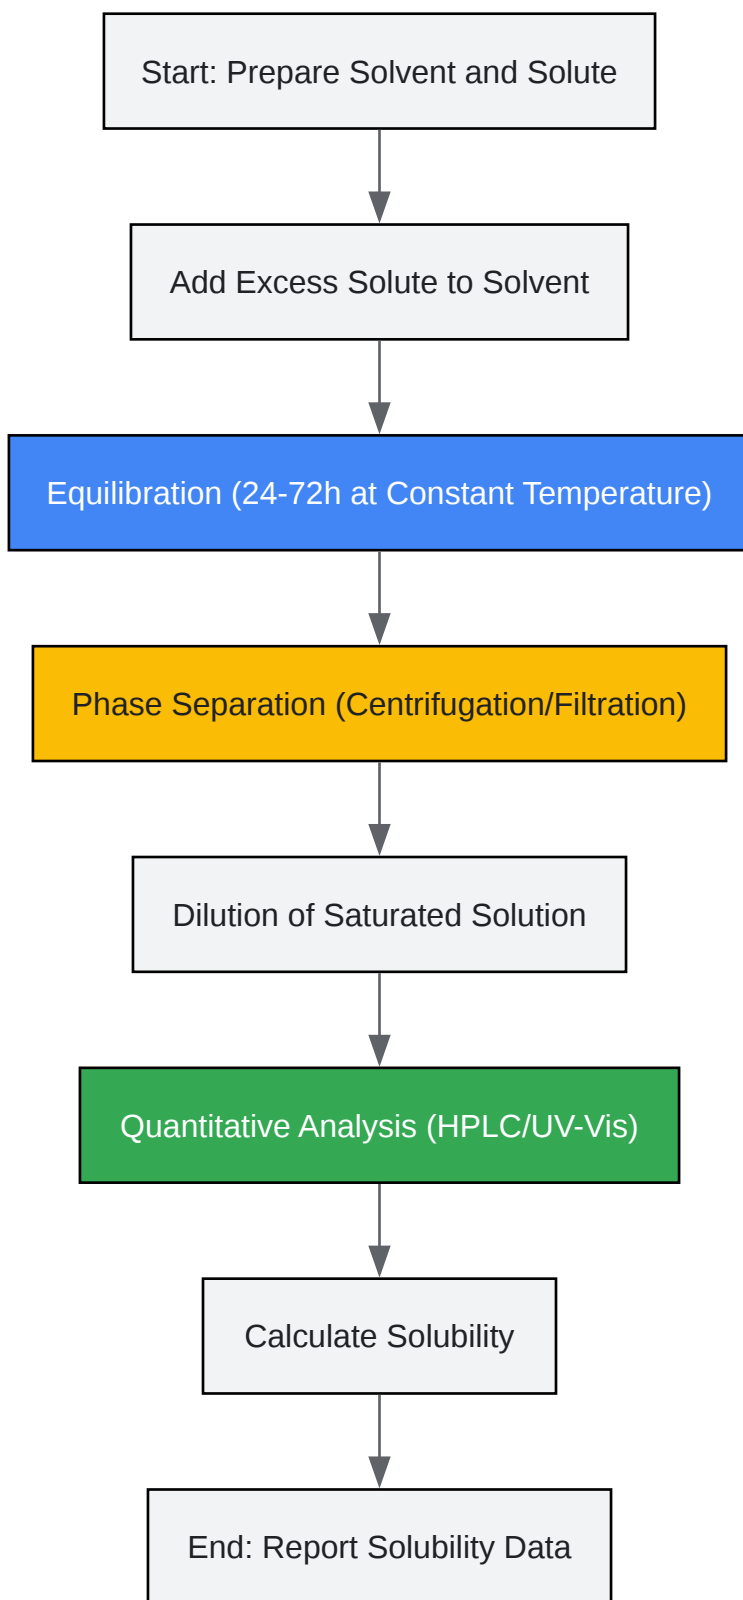 Start: Prepare Solvent and Solute
Add Excess Solute to Solvent
Equilibration (24-72h at Constant Temperature)
Phase Separation (Centrifugation/Filtration)
Dilution of Saturated Solution
Quantitative Analysis (HPLC/UV-Vis)
Calculate Solubility
End: Report Solubility Data